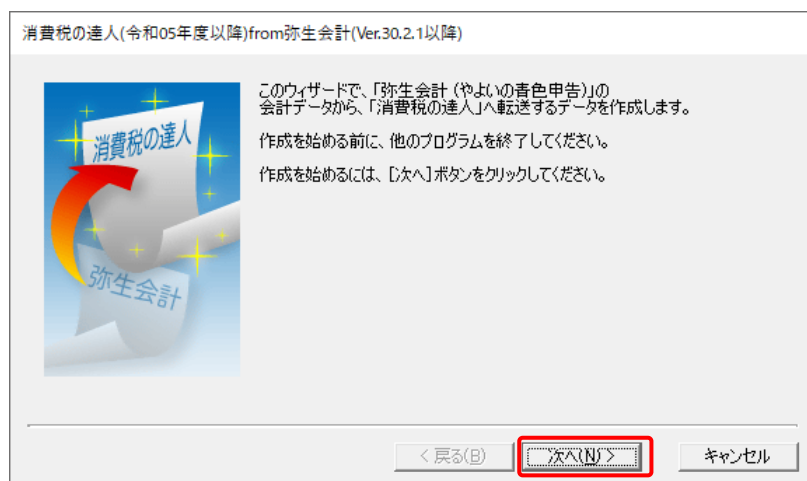 消費税の達人(令和05年度以降)from弥生会計(Ver.30.2.1以降)
消費税の達人
弥生会計
このウィザードで、「弥生会計（やよいの青色申告）」の
会計データから、「消費税の達人」へ転送するデータを作成します。
作成を始める前に、他のプログラムを終了してください。
作成を始めるには、[次へ]ボタンをクリックしてください。
< 戻る(B)
次へ(N) >
キャンセル